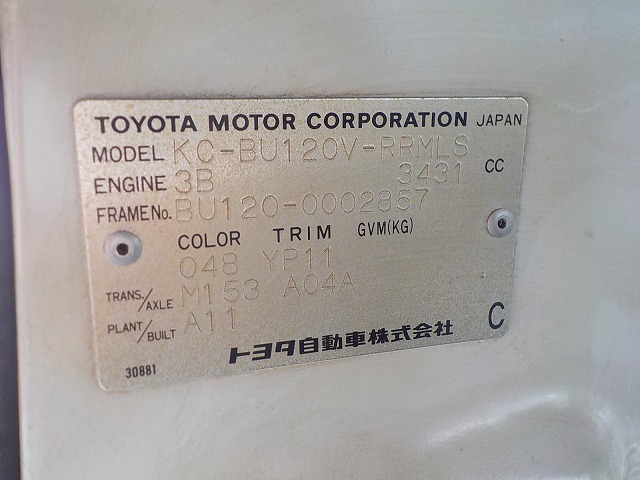 TOYOTA MOTOR CORPORATION JAPAN
MODEL KC-BU120V-RRMLS
ENGINE 3B 3431 CC
FRAME No. BU120-0002857
COLOR TRIM GVM(KG)
048 YP11
TRANS./AXLE M153 A04A
PLANT/BUILT A11
トヨタ自動車株式会社 C
30881